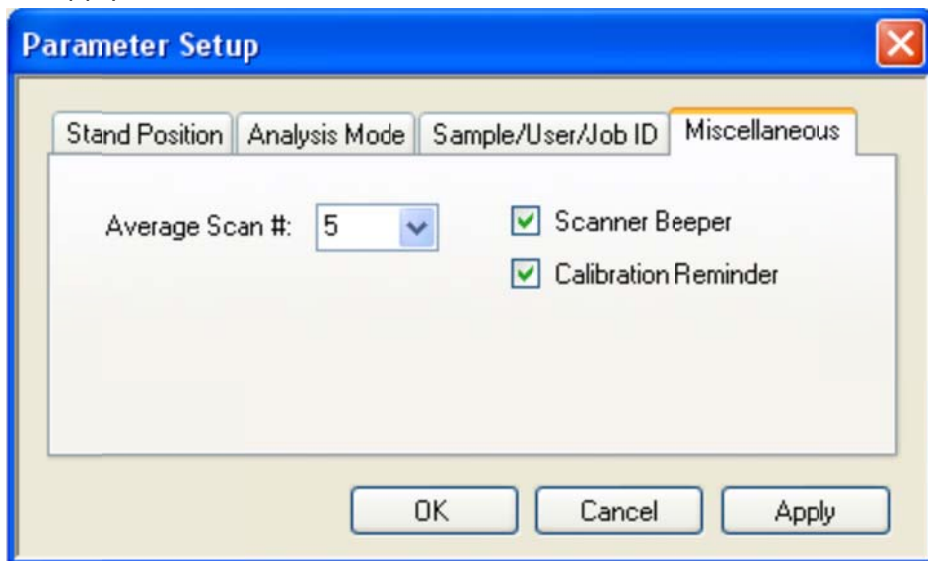 Parameter Setup
Stand Position Analysis Mode Sample/User/Job ID Miscellaneous
Average Scan #: 5 Scanner Beeper
Calibration Reminder
OK Cancel Apply